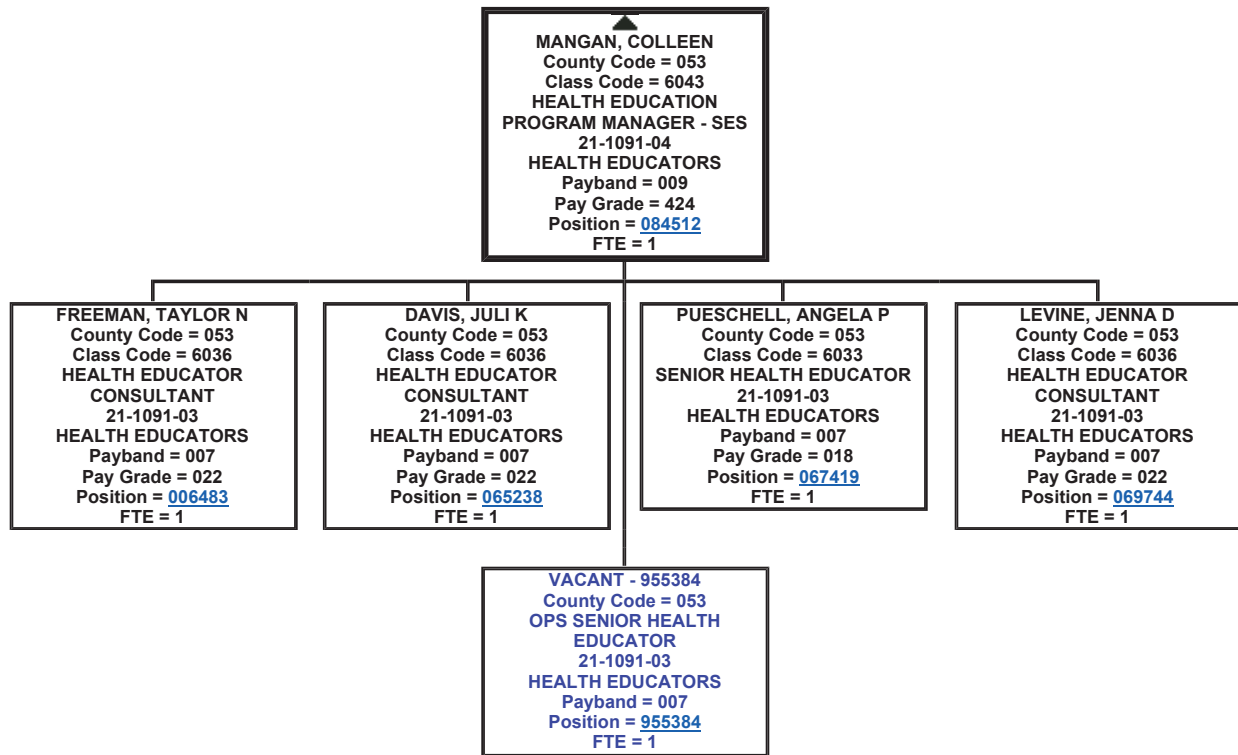 MANGAN, COLLEEN
County Code = 053
Class Code = 6043
HEALTH EDUCATION
PROGRAM MANAGER - SES
21-1091-04
HEALTH EDUCATORS
Payband = 009
Pay Grade = 424
Position = 084512
FTE = 1
FREEMAN, TAYLOR N
County Code = 053
Class Code = 6036
HEALTH EDUCATOR
CONSULTANT
21-1091-03
HEALTH EDUCATORS
Payband = 007
Pay Grade = 022
Position = 006483
FTE = 1
DAVIS, JULI K
County Code = 053
Class Code = 6036
HEALTH EDUCATOR
CONSULTANT
21-1091-03
HEALTH EDUCATORS
Payband = 007
Pay Grade = 022
Position = 065238
FTE = 1
PUESCHELL, ANGELA P
County Code = 053
Class Code = 6033
SENIOR HEALTH EDUCATOR
21-1091-03
HEALTH EDUCATORS
Payband = 007
Pay Grade = 018
Position = 067419
FTE = 1
LEVINE, JENNA D
County Code = 053
Class Code = 6036
HEALTH EDUCATOR
CONSULTANT
21-1091-03
HEALTH EDUCATORS
Payband = 007
Pay Grade = 022
Position = 069744
FTE = 1
VACANT - 955384
County Code = 053
OPS SENIOR HEALTH
EDUCATOR
21-1091-03
HEALTH EDUCATORS
Payband = 007
Position = 955384
FTE = 1